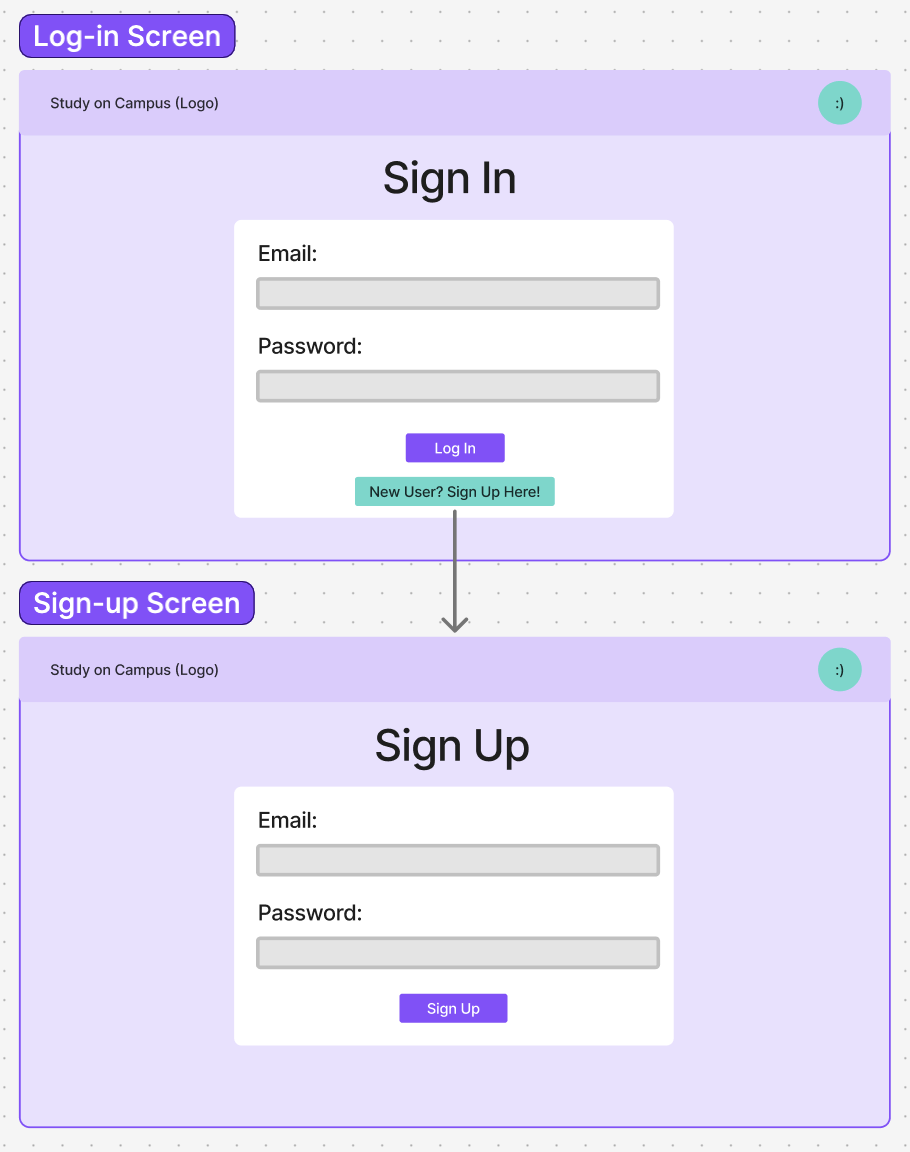 Log-in Screen
Study on Campus (Logo)
:)
Sign In
Email:
Password:
Log In
New User? Sign Up Here!
Sign-up Screen
Study on Campus (Logo)
:)
Sign Up
Email:
Password:
Sign Up